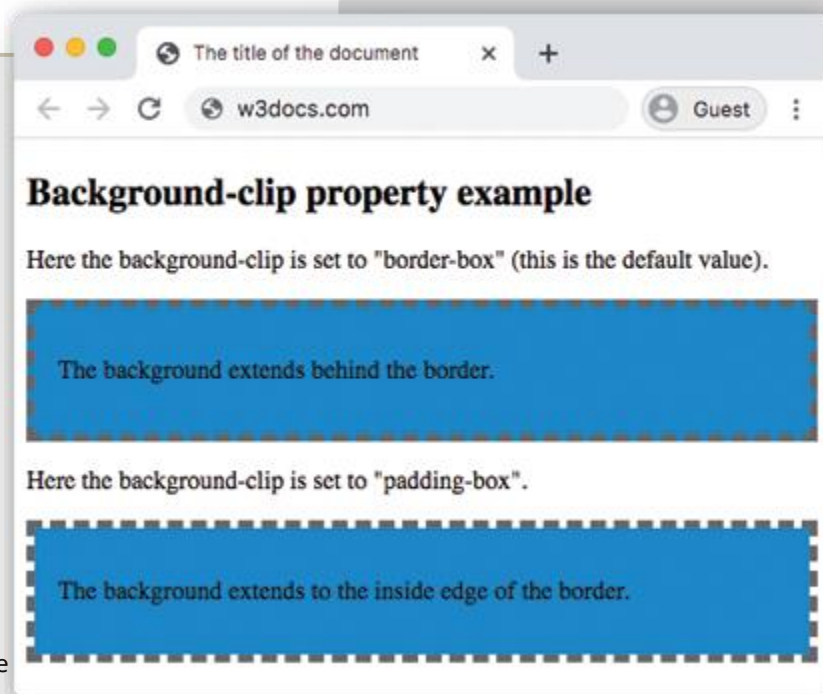 The title of the document
w3docs.com
Guest
Background-clip property example
Here the background-clip is set to "border-box" (this is the default value).
The background extends behind the border.
Here the background-clip is set to "padding-box".
The background extends to the inside edge of the border.
e